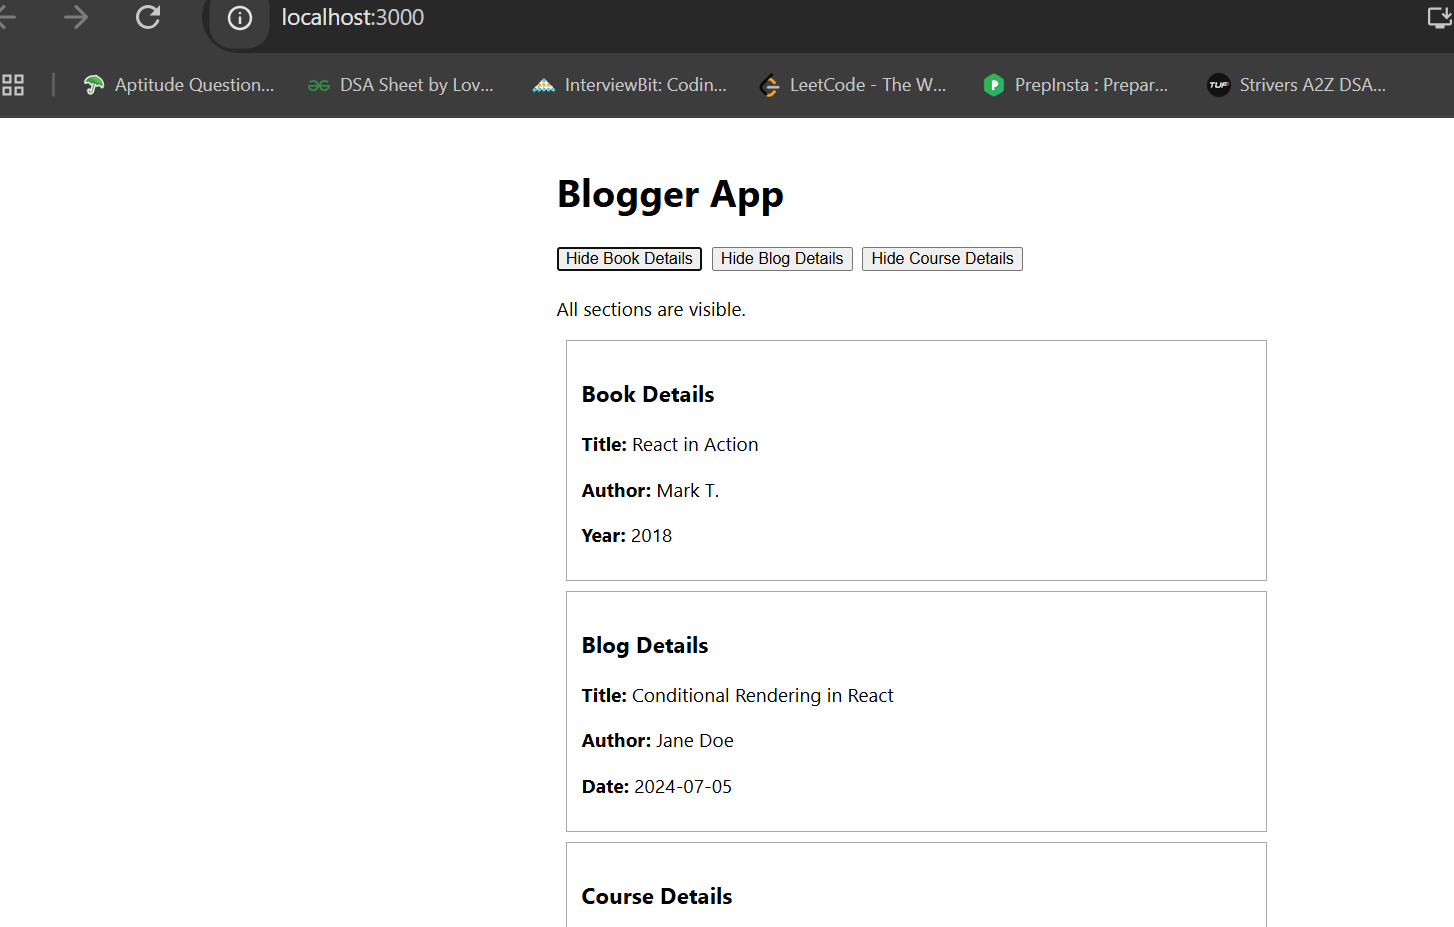 localhost:3000
Aptitude Question... DSA Sheet by Lov... InterviewBit: Codin... LeetCode - The W... PrepInsta : Prepar... TUF Strivers A2Z DSA...
Blogger App
Hide Book Details Hide Blog Details Hide Course Details
All sections are visible.
Book Details
Title: React in Action
Author: Mark T.
Year: 2018
Blog Details
Title: Conditional Rendering in React
Author: Jane Doe
Date: 2024-07-05
Course Details